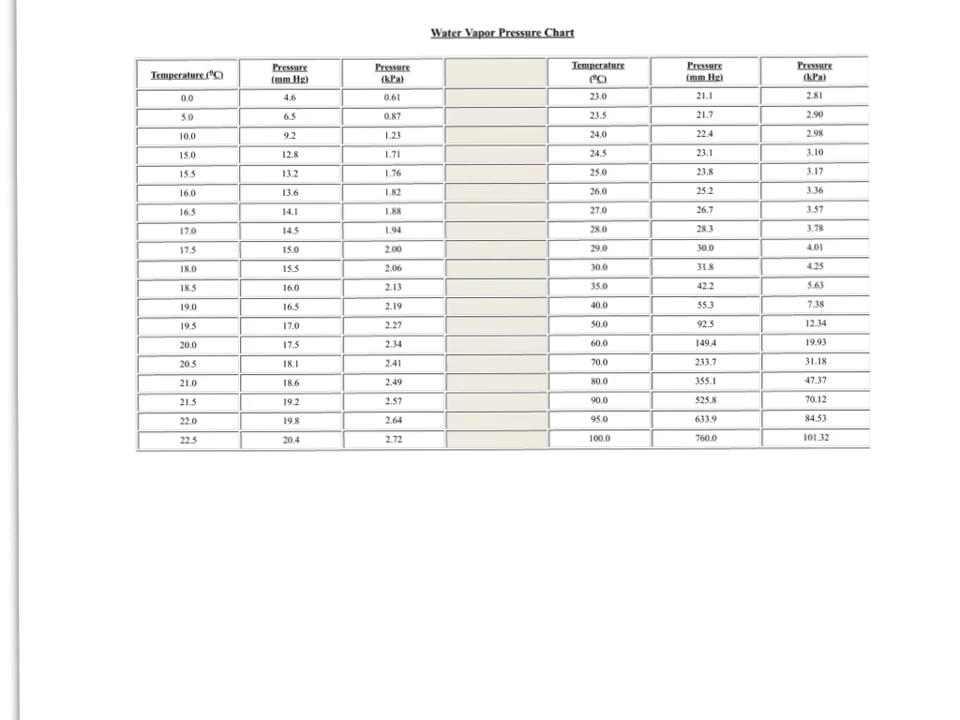 Water Vapor Pressure Chart
Temperature (⁰C) Pressure (mm Hg) Pressure (kPa) Temperature (⁰C) Pressure (mm Hg) Pressure (kPa)
0.0 4.6 0.61 23.0 21.1 2.81
5.0 6.5 0.87 23.5 21.7 2.90
10.0 9.2 1.23 24.0 22.4 2.98
15.0 12.8 1.71 24.5 23.1 3.10
15.5 13.2 1.76 25.0 23.8 3.17
16.0 13.6 1.82 26.0 25.2 3.36
16.5 14.1 1.88 27.0 26.7 3.57
17.0 14.5 1.94 28.0 28.3 3.78
17.5 15.0 2.00 29.0 30.0 4.01
18.0 15.5 2.06 30.0 31.8 4.25
18.5 16.0 2.13 35.0 42.2 5.63
19.0 16.5 2.19 40.0 55.3 7.38
19.5 17.0 2.27 50.0 92.5 12.34
20.0 17.5 2.34 60.0 149.4 19.93
20.5 18.1 2.41 70.0 233.7 31.18
21.0 18.6 2.49 80.0 355.1 47.37
21.5 19.2 2.57 90.0 525.8 70.12
22.0 19.8 2.64 95.0 633.9 84.53
22.5 20.4 2.72 100.0 760.0 101.32